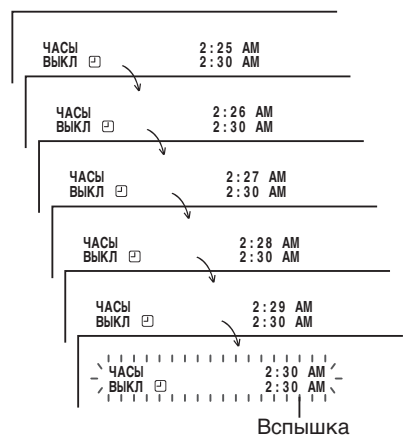 ЧАСЫ 2:25 AM
ВЫКЛ 2:30 AM
ЧАСЫ 2:26 AM
ВЫКЛ 2:30 AM
ЧАСЫ 2:27 AM
ВЫКЛ 2:30 AM
ЧАСЫ 2:28 AM
ВЫКЛ 2:30 AM
ЧАСЫ 2:29 AM
ВЫКЛ 2:30 AM
ЧАСЫ 2:30 AM
ВЫКЛ 2:30 AM
Вспышка